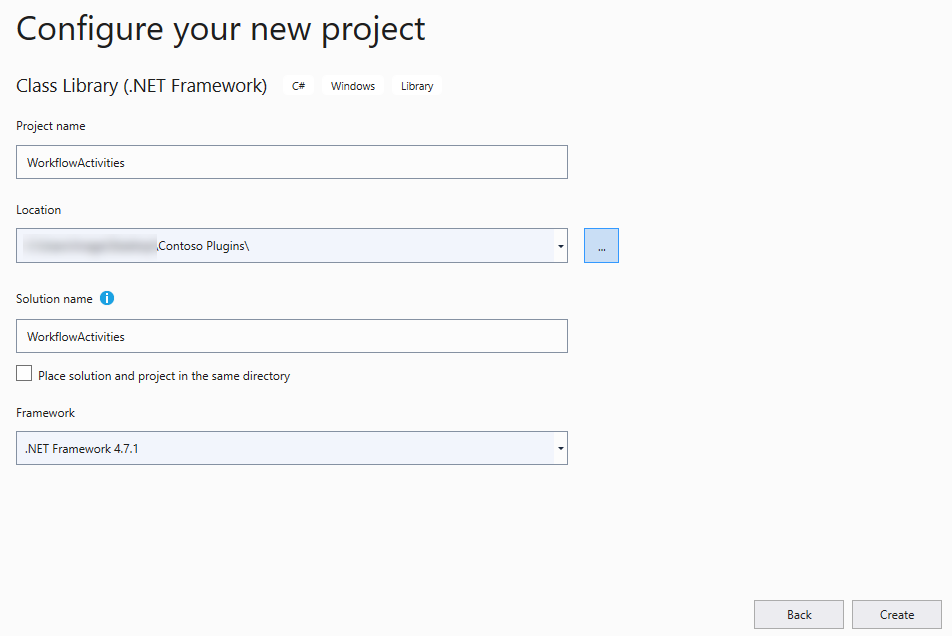 Configure your new project
Class Library (.NET Framework) C# Windows Library
Project name
WorkflowActivities
Location
\Contoso Plugins\
...
Solution name
WorkflowActivities
Place solution and project in the same directory
Framework
.NET Framework 4.7.1
Back Create